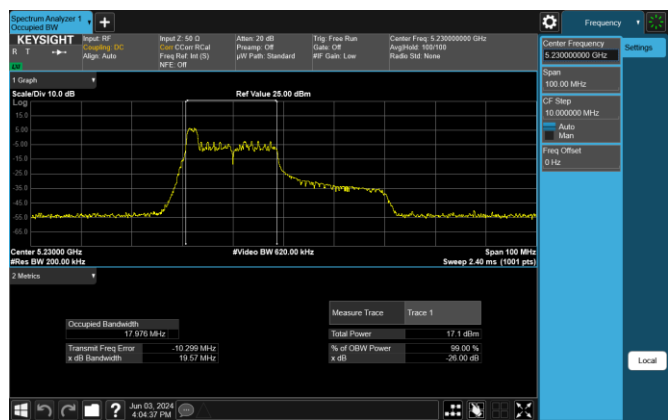 Spectrum Analyzer 1
Occupied BW
Frequency
KEYSIGHT
R T
Input: RF
Coupling: DC
Align: Auto
Input Z: 50 Ω
Corr CCorr RCal
Freq Ref: Int (S)
NFE: Off
Atten: 20 dB
Preamp: Off
µW Path: Standard
Trig: Free Run
Gate: Off
#IF Gain: Low
Center Freq: 5.230000000 GHz
Avg|Hold: 100/100
Radio Std: None
Center Frequency
5.230000000 GHz
Settings
Span
100.00 MHz
CF Step
10.000000 MHz
Auto
Man
Freq Offset
0 Hz
1 Graph
Scale/Div 10.0 dB
Ref Value 25.00 dBm
Log
15.0
5.00
-5.00
-15.0
-25.0
-35.0
-45.0
-55.0
-65.0
Center 5.23000 GHz
#Video BW 620.00 kHz
Span 100 MHz
#Res BW 200.00 kHz
Sweep 2.40 ms (1001 pts)
2 Metrics
Measure Trace
Trace 1
Occupied Bandwidth
17.976 MHz
Total Power
17.1 dBm
Transmit Freq Error
-10.299 MHz
% of OBW Power
99.00 %
x dB Bandwidth
19.57 MHz
x dB
-26.00 dB
Local
Jun 03, 2024
4:04:37 PM